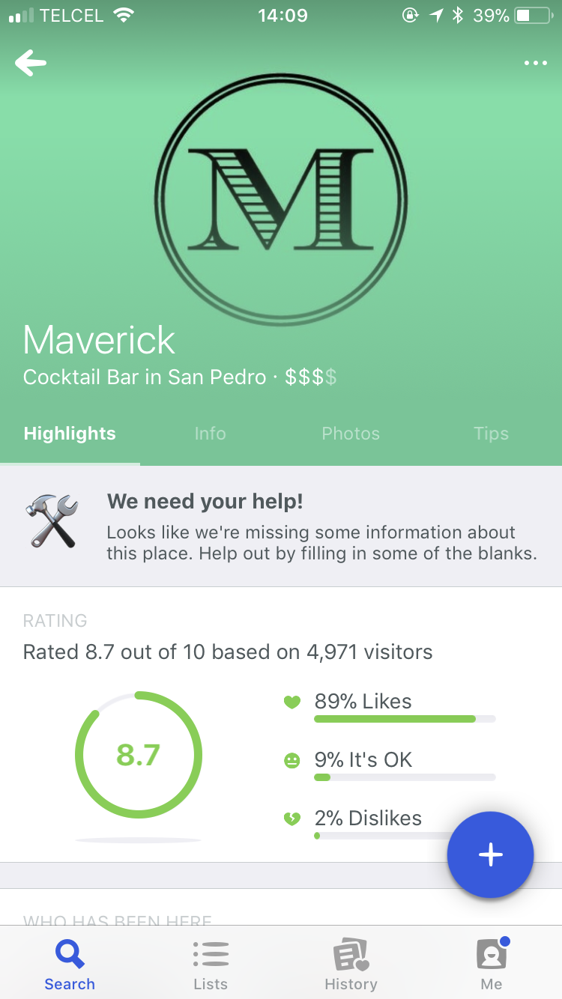 TELCEL 14:09 39%
M
Maverick
Cocktail Bar in San Pedro · $$$$
Highlights Info Photos Tips
We need your help!
Looks like we're missing some information about
this place. Help out by filling in some of the blanks.
RATING
Rated 8.7 out of 10 based on 4,971 visitors
8.7
89% Likes
9% It's OK
2% Dislikes
WHO HAS BEEN HERE
Search Lists History Me